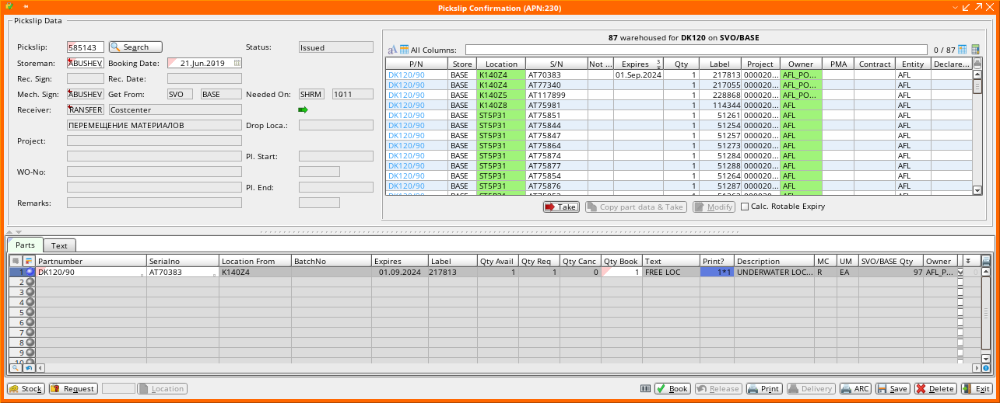 Pickslip Confirmation (APN:230)
Pickslip Data
Pickslip: 585143 Search Status: Issued
Storeman: ABUSHEV Booking Date: 21.Jun.2019
Rec. Sign: Rec. Date:
Mech. Sign: ABUSHEV Get From: SVO BASE Needed On: SHRM 1011
Receiver: RANSFER Costcenter
ПЕРЕМЕЩЕНИЕ МАТЕРИАЛОВ Drop Loca.:
Project:
Pl. Start:
WO-No:
Pl. End:
Remarks:
87 warehoused for DK120 on SVO/BASE
All Columns: 0 / 87
P/N Store Location S/N Not ... Expires Qty Label Project Owner PMA Contract Entity Declare...
DK120/90 BASE K140Z4 AT70383 01.Sep.2024 1 217813 000020... AFL_PO... AFL
DK120/90 BASE K140Z4 AT77340 1 217055 000020... AFL_PO... AFL
DK120/90 BASE K140Z5 AT117899 1 228868 000020... AFL_PO... AFL
DK120/90 BASE K140Z8 AT75981 1 114344 000020... AFL AFL
DK120/90 BASE ST5P31 AT75851 1 51261 000020... AFL AFL
DK120/90 BASE ST5P31 AT75844 1 51254 000020... AFL AFL
DK120/90 BASE ST5P31 AT75847 1 51257 000020... AFL AFL
DK120/90 BASE ST5P31 AT75864 1 51273 000020... AFL AFL
DK120/90 BASE ST5P31 AT75874 1 51284 000020... AFL AFL
DK120/90 BASE ST5P31 AT75877 1 51288 000020... AFL AFL
DK120/90 BASE ST5P31 AT75854 1 51264 000020... AFL AFL
DK120/90 BASE ST5P31 AT75876 1 51287 000020... AFL AFL
Take Copy part data & Take Modify Calc. Rotable Expiry
Parts Text
Partnumber Serialno Location From BatchNo Expires Label Qty Avail Qty Req Qty Canc Qty Book Text Print? Description MC UM SVO/BASE Qty Owner
1 DK120/90 AT70383 K140Z4 01.09.2024 217813 1 1 0 1 FREE LOC 1*1 UNDERWATER LOC... R EA 97 AFL_P...
2
3
4
5
6
7
8
9
10
Stock Request Location Book Release Print Delivery ARC Save Delete Exit